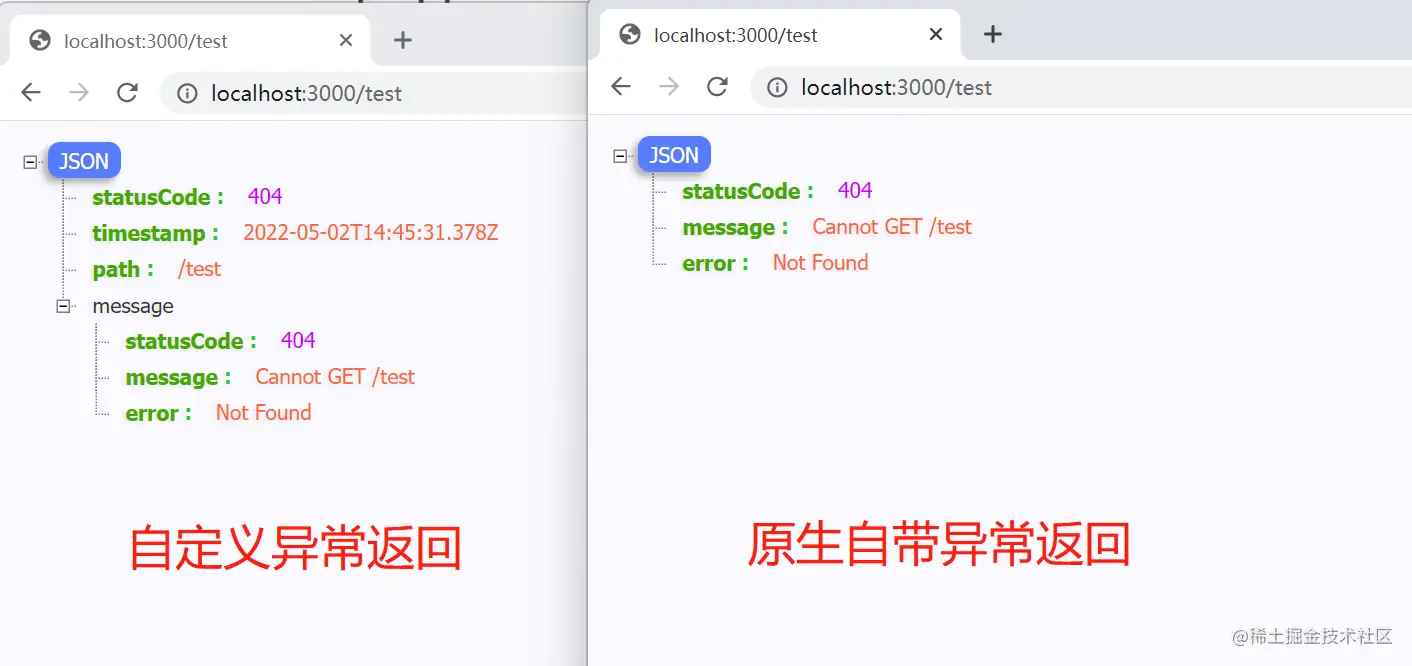 localhost:3000/test
localhost:3000/test
JSON
statusCode : 404
timestamp : 2022-05-02T14:45:31.378Z
path : /test
message
statusCode : 404
message : Cannot GET /test
error : Not Found
自定义异常返回
localhost:3000/test
localhost:3000/test
JSON
statusCode : 404
message : Cannot GET /test
error : Not Found
原生自带异常返回
@稀土掘金技术社区